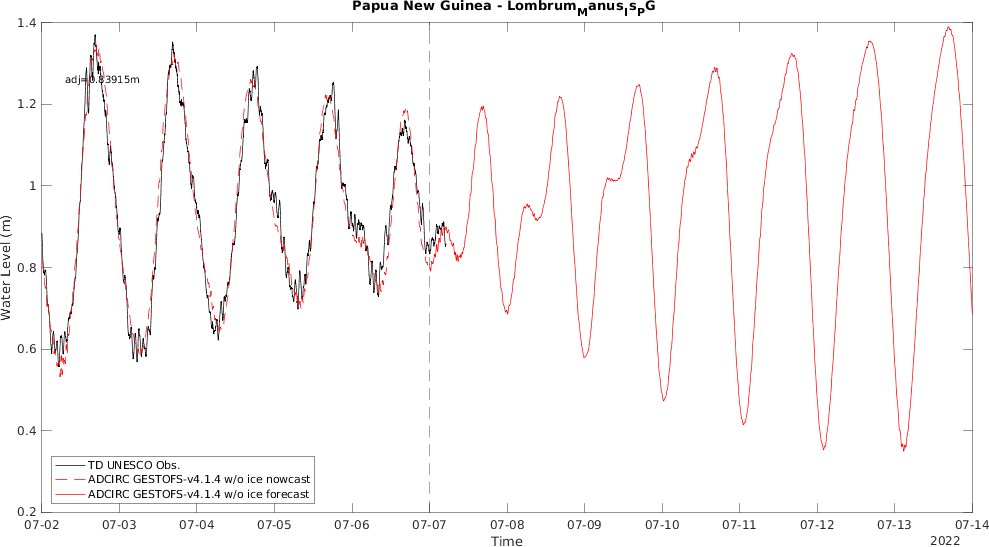 Papua New Guinea - Lombrum_Manus_Is_PG
1.4
adj=0.83915m
1.2
1
0.8
0.6
0.4
0.2
Water Level (m)
TD UNESCO Obs.
ADCIRC GESTOFS-v4.1.4 w/o ice nowcast
ADCIRC GESTOFS-v4.1.4 w/o ice forecast
07-02 07-03 07-04 07-05 07-06 07-07 07-08 07-09 07-10 07-11 07-12 07-13 07-14
Time
2022